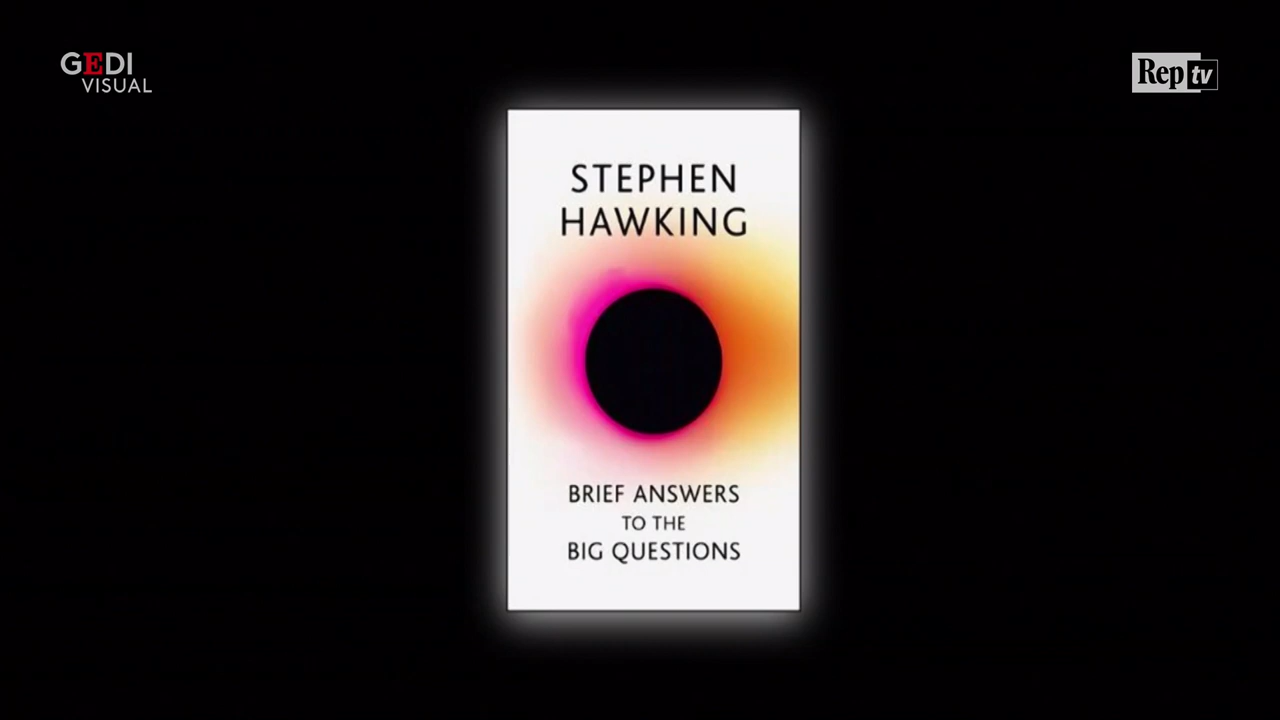 GEDI
VISUAL
Rep tv
STEPHEN
HAWKING
BRIEF ANSWERS
TO THE
BIG QUESTIONS